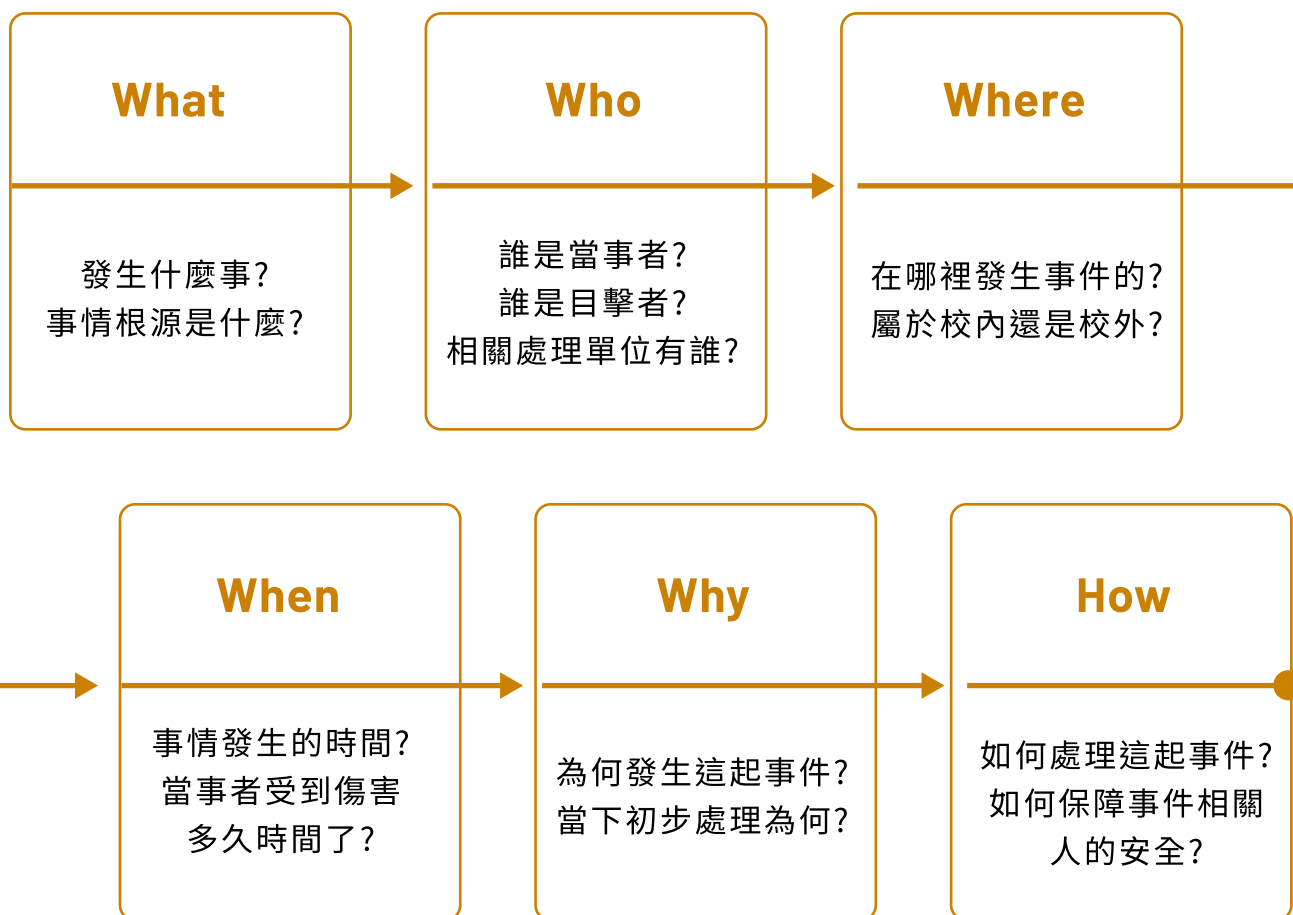 What
發生什麼事?
事情根源是什麼?
Who
誰是當事者?
誰是目擊者?
相關處理單位有誰?
Where
在哪裡發生事件的?
屬於校內還是校外?
When
事情發生的時間?
當事者受到傷害
多久時間了?
Why
為何發生這起事件?
當下初步處理為何?
How
如何處理這起事件?
如何保障事件相關
人的安全?